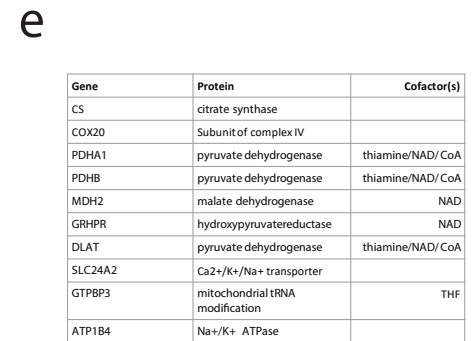 e
Gene Protein Cofactor(s)
CS citrate synthase
COX20 Subunit of complex IV
PDHA1 pyruvate dehydrogenase thiamine/NAD/CoA
PDHB pyruvate dehydrogenase thiamine/NAD/CoA
MDH2 malate dehydrogenase NAD
GRHPR hydroxypyruvatereductase NAD
DLAT pyruvate dehydrogenase thiamine/NAD/CoA
SLC24A2 Ca2+/K+/Na+ transporter
GTPBP3 mitochondrial tRNA THF
modification
ATP1B4 Na+/K+ ATPase